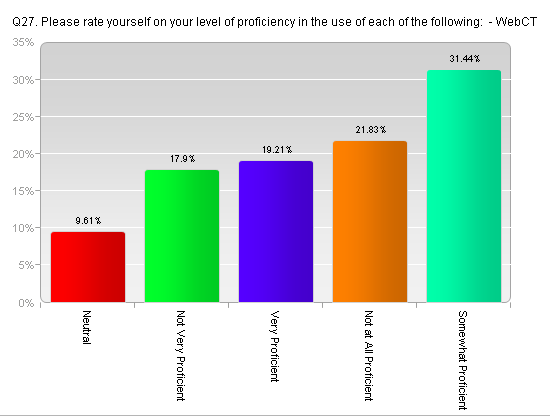 Q27. Please rate yourself on your level of proficiency in the use of each of the following:  - WebCT
35%
30%
25%
20%
15%
10%
5%
0%
9.61%
17.9%
19.21%
21.83%
31.44%
Neutral
Not Very Proficient
Very Proficient
Not at All Proficient
Somewhat Proficient